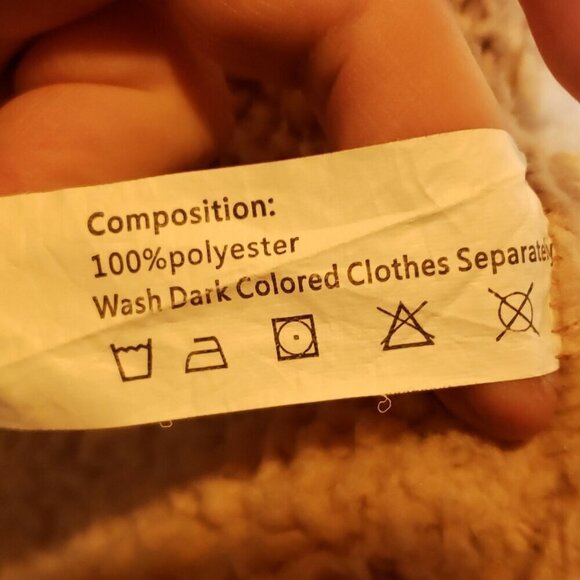 Composition:
100%polyester
Wash Dark Colored Clothes Separately